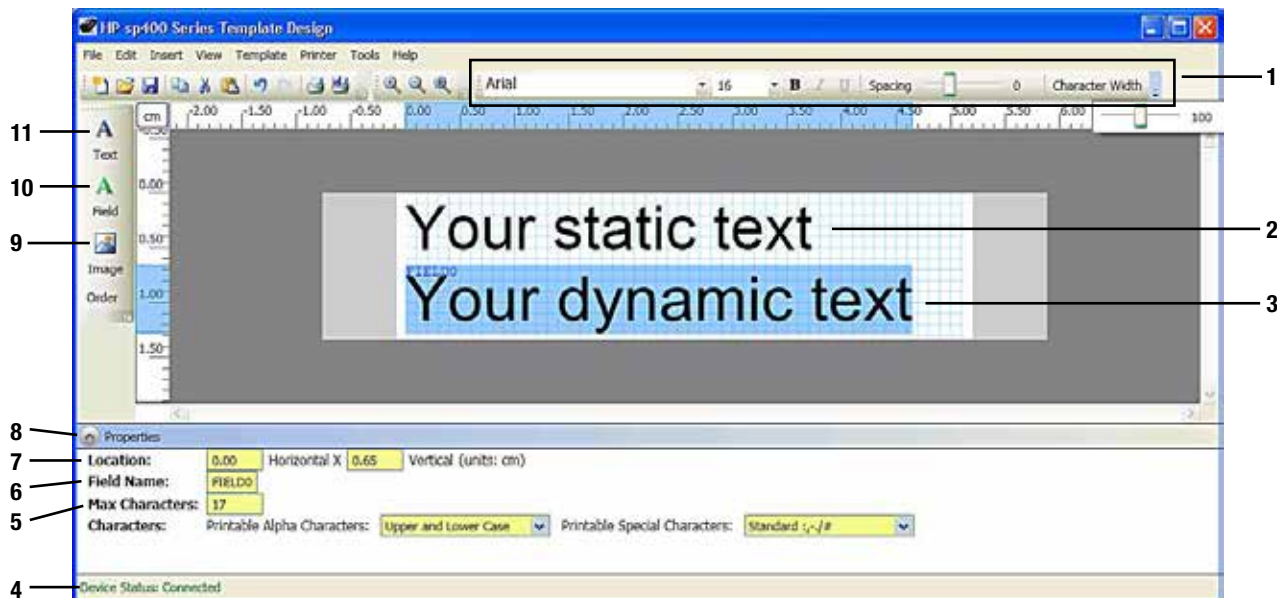 HP sp400 Series Template Design
File Edit Insert View Template Printer Tools Help
Arial 16 B I U Spacing 0 Character Width
1
cm -2.00 -1.50 -1.00 -0.50 0.00 0.50 1.00 1.50 2.00 2.50 3.00 3.50 4.00 4.50 5.00 5.50 6.00
100
-0.50
11
A
Text
10
A
Field
0.00
9
Image
0.50
Order
1.00
1.50
Your static text
2
FIELD0
Your dynamic text
3
8
Properties
7
Location: 0.00 Horizontal X 0.65 Vertical (units: cm)
6
Field Name: FIELD0
5
Max Characters: 17
Characters: Printable Alpha Characters: Upper and Lower Case Printable Special Characters: Standard :,-./#
4
Device Status: Connected